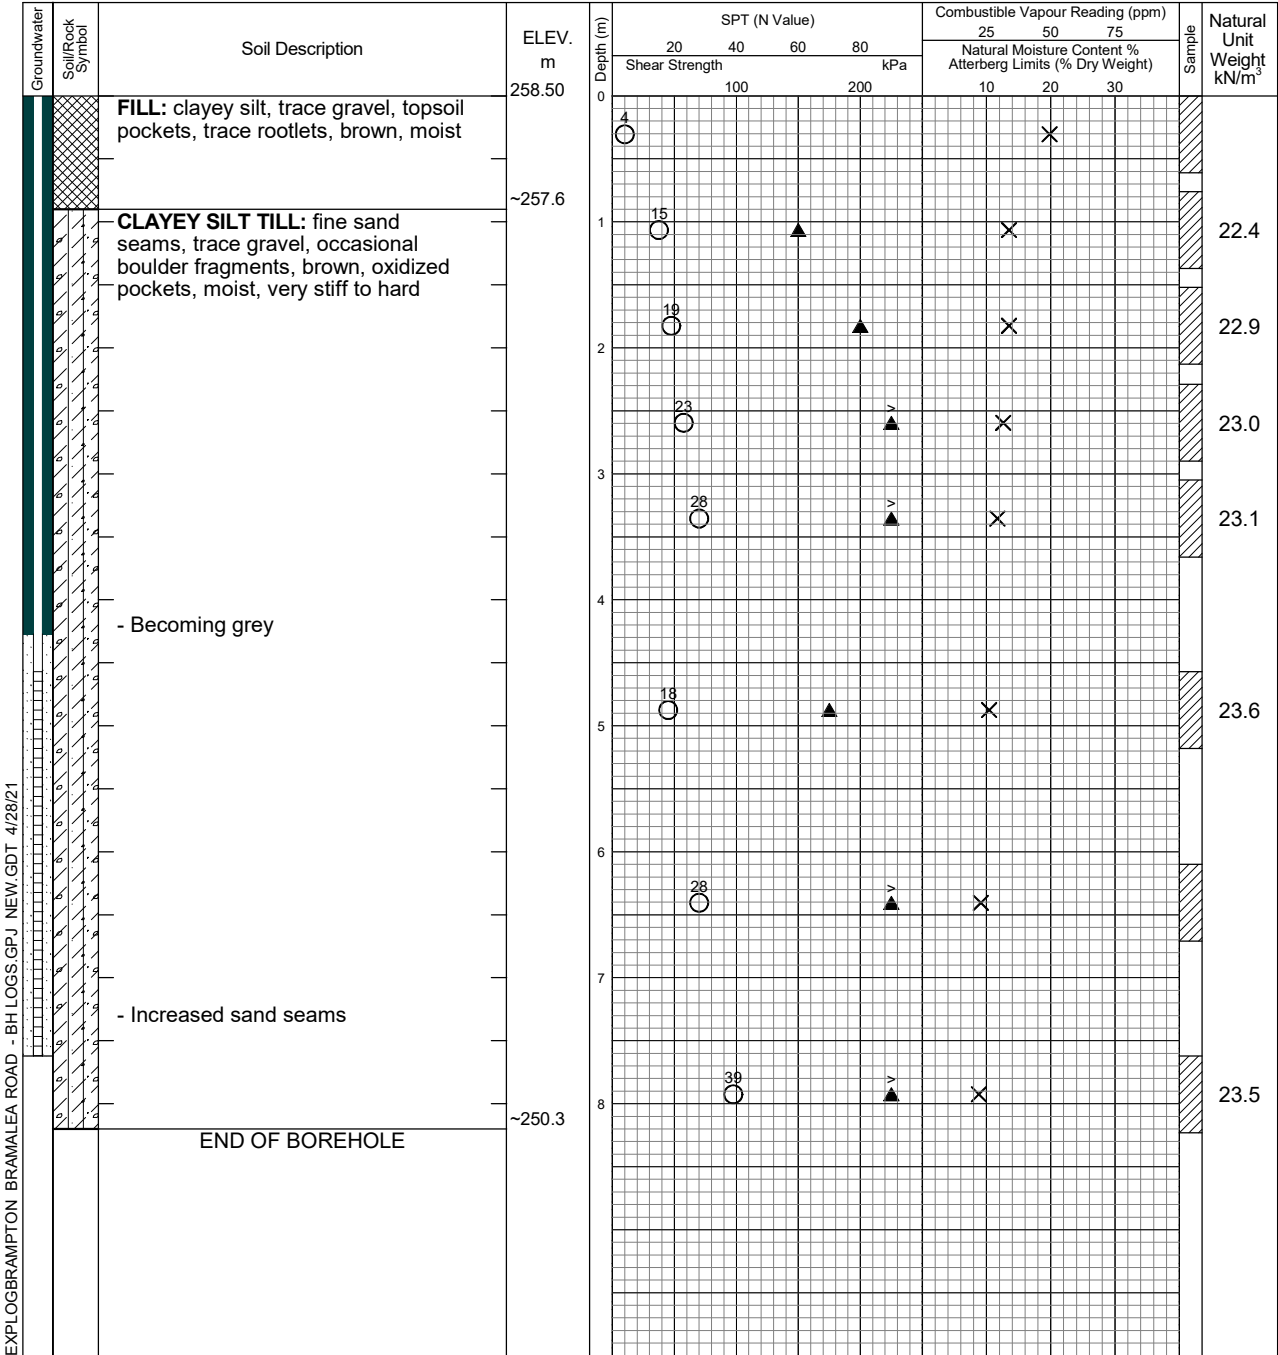 Groundwater
Soil/Rock
Symbol
Soil Description
ELEV.
m
258.50
Depth (m)
SPT (N Value)
20 40 60 80
Shear Strength kPa
100 200
Combustible Vapour Reading (ppm)
25 50 75
Natural Moisture Content %
Atterberg Limits (% Dry Weight)
10 20 30
Sample
Natural
Unit
Weight
kN/m3
0
FILL: clayey silt, trace gravel, topsoil
pockets, trace rootlets, brown, moist
4
~257.6
CLAYEY SILT TILL: fine sand
seams, trace gravel, occasional
boulder fragments, brown, oxidized
pockets, moist, very stiff to hard
15
1
22.4
19
22.9
2
>
23
23.0
3
>
28
23.1
4
- Becoming grey
18
23.6
5
6
>
28
7
- Increased sand seams
>
39
23.5
8
~250.3
END OF BOREHOLE
EXPLOGBRAMPTON BRAMALEA ROAD - BH LOGS.GPJ NEW.GDT 4/28/21